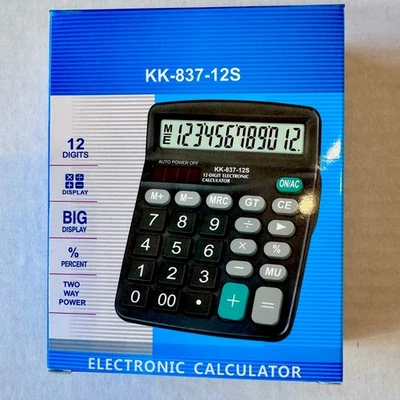 KK-837-12S
12
DIGITS
DISPLAY
BIG
DISPLAY
%
PERCENT
TWO
WAY
POWER
M
E
123456789012
AUTO POWER OFF
KK-837-12S
12-DIGIT ELECTRONIC
CALCULATOR
ON/AC
M+ M− MRC GT CE
7 8 9 ÷ ▶
4 5 6 × %
1 2 3 − MU
0 00 • + =
ELECTRONIC CALCULATOR